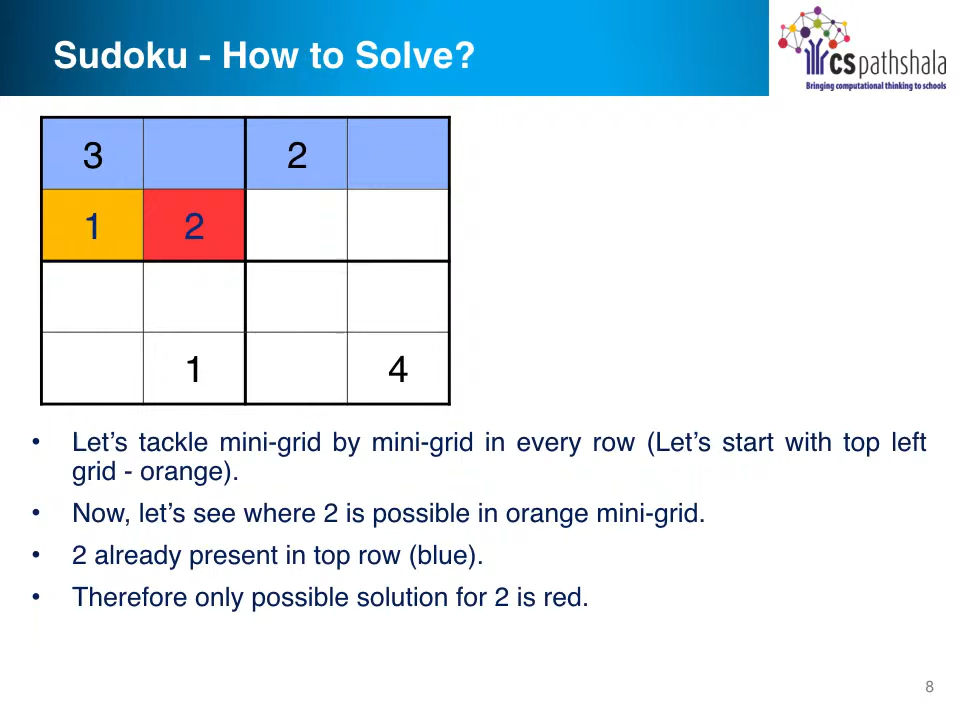 Sudoku - How to Solve?
CSpathshala
Bringing computational thinking to schools
3 2
1 2
1 4
• Let’s tackle mini-grid by mini-grid in every row (Let’s start with top left
grid - orange).
• Now, let’s see where 2 is possible in orange mini-grid.
• 2 already present in top row (blue).
• Therefore only possible solution for 2 is red.
8